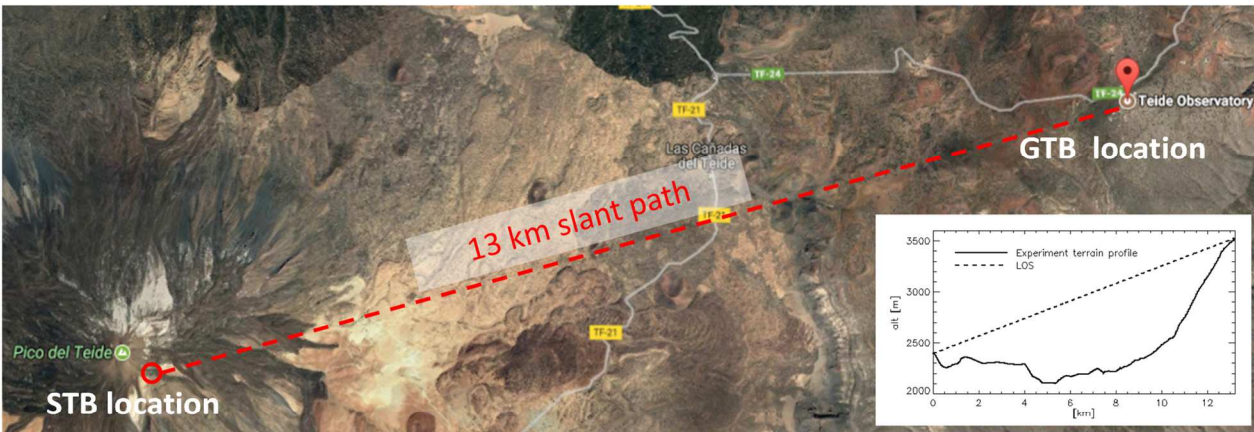 TF-21
TF-24
TF-21
TF-24
Teide Observatory
GTB location
Las Cañadas
del Teide
13 km slant path
TF-21
TF-21
Pico del Teide
STB location
3500
3000
2500
2000
alt [m]
Experiment terrain profile
LOS
0 2 4 6 8 10 12
[km]